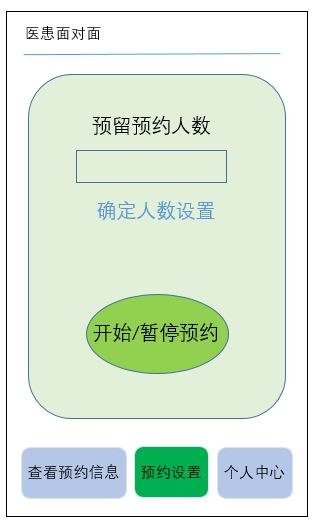 医患面对面
预留预约人数
确定人数设置
开始/暂停预约
查看预约信息
预约设置
个人中心